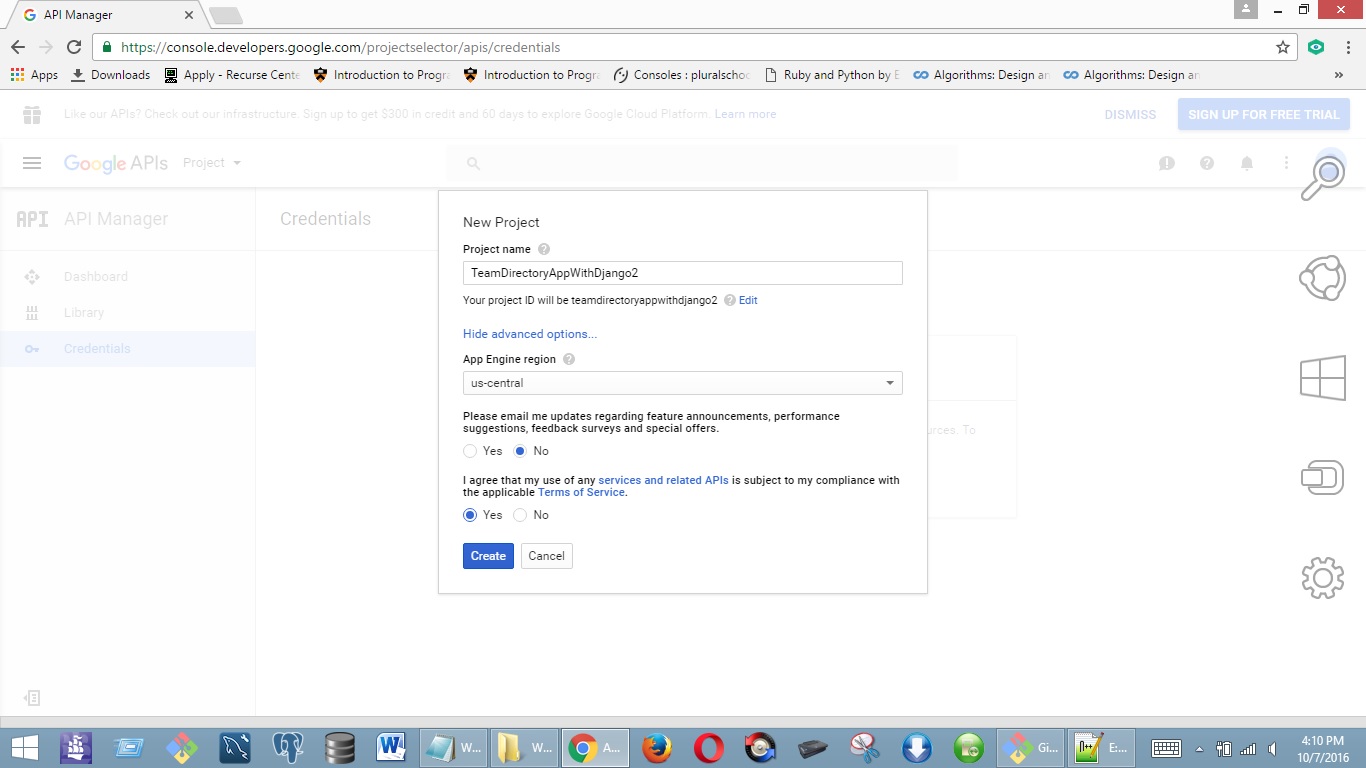 API Manager
https://console.developers.google.com/projectselector/apis/credentials
Apps Downloads Apply - Recurse Cente Introduction to Progra Introduction to Progra Consoles : pluralschoo Ruby and Python by E Algorithms: Design an Algorithms: Design an »
Like our APIs? Check out our infrastructure. Sign up to get $300 in credit and 60 days to explore Google Cloud Platform. Learn more DISMISS SIGN UP FOR FREE TRIAL
Google APIs Project
API API Manager Credentials
Dashboard
Library
Credentials
New Project
Project name
TeamDirectoryAppWithDjango2
Your project ID will be teamdirectoryappwithdjango2 Edit
Hide advanced options...
App Engine region
us-central
Please email me updates regarding feature announcements, performance
suggestions, feedback surveys and special offers.
Yes No
I agree that my use of any services and related APIs is subject to my compliance with
the applicable Terms of Service.
Yes No
Create Cancel
urces. To
W... W... A... Gi... E:...
4:10 PM
10/7/2016